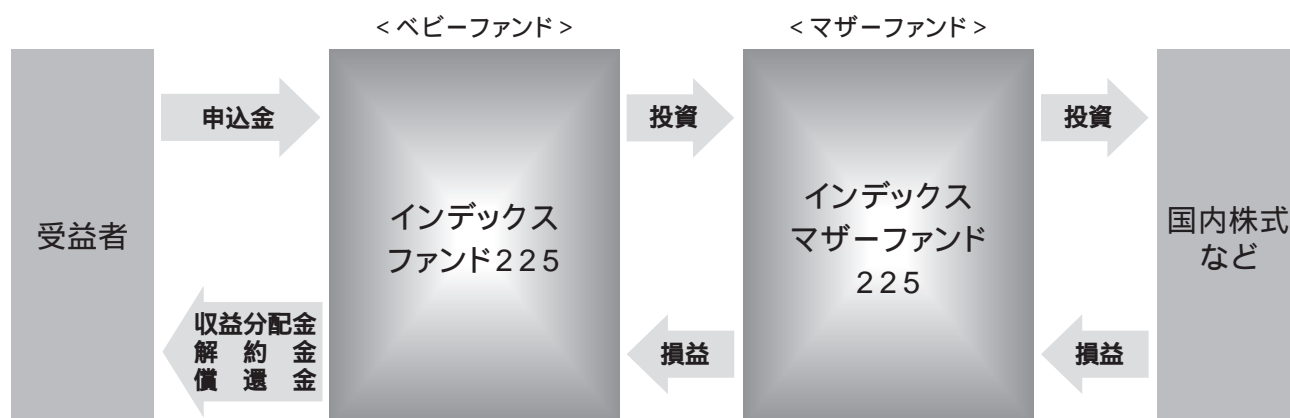 <ベビーファンド>
<マザーファンド>
申込金
投資
投資
受益者
インデックス
ファンド225
インデックス
マザーファンド
225
国内株式
など
収益分配金
解約金
償還金
損益
損益